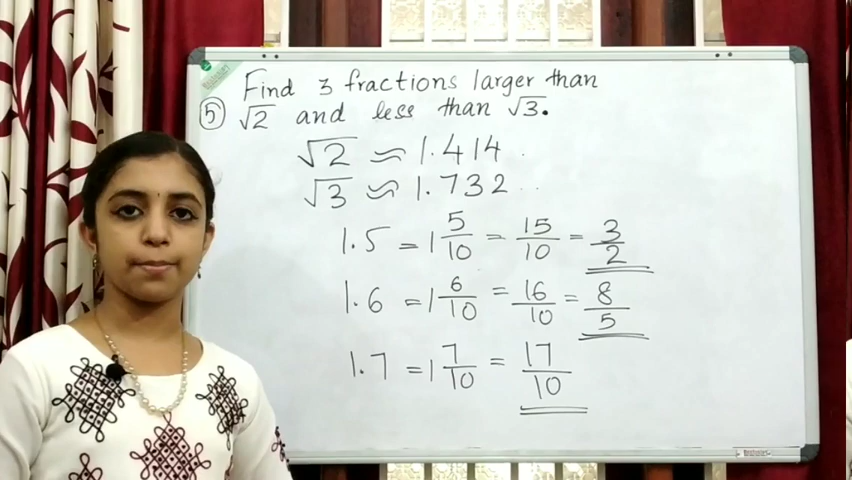 Find 3 fractions larger than
⑤ √2 and less than √3.
√2 ≈ 1.414
√3 ≈ 1.732
1.5 = 1 5/10 = 15/10 = 3/2
1.6 = 1 6/10 = 16/10 = 8/5
1.7 = 1 7/10 = 17/10